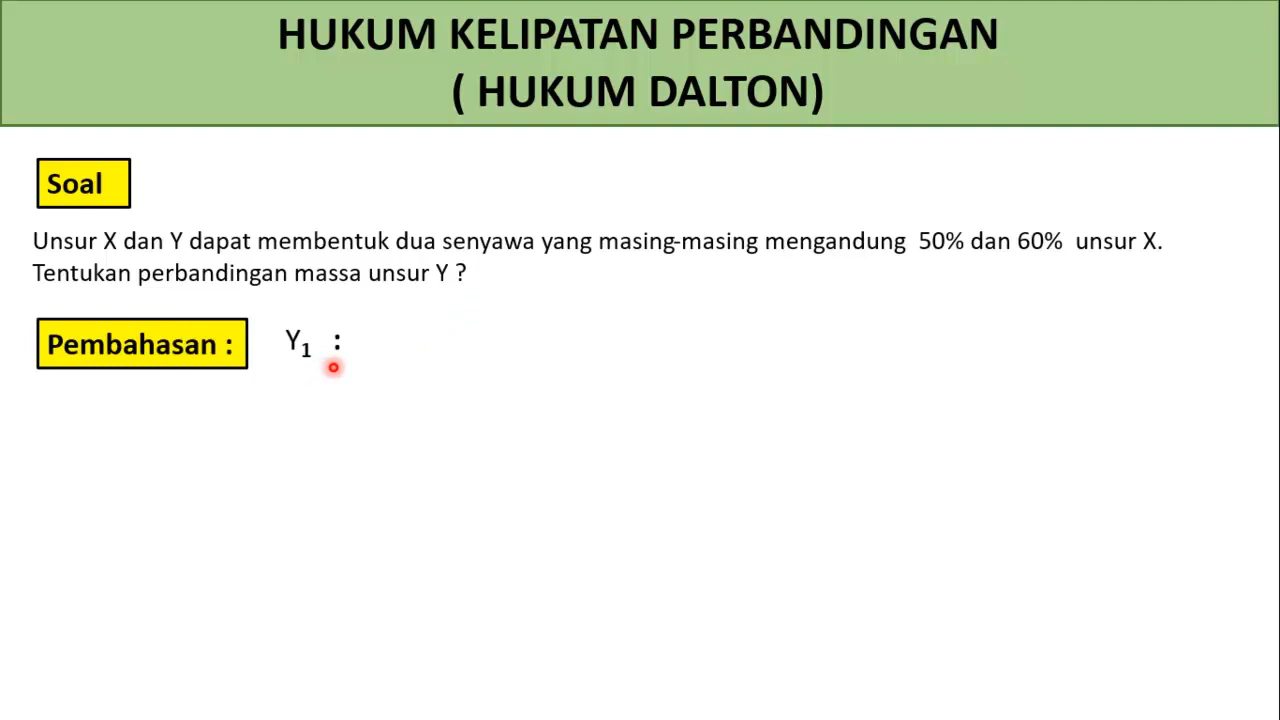 HUKUM KELIPATAN PERBANDINGAN
( HUKUM DALTON)
Soal
Unsur X dan Y dapat membentuk dua senyawa yang masing-masing mengandung 50% dan 60% unsur X.
Tentukan perbandingan massa unsur Y ?
Pembahasan : Y₁ :